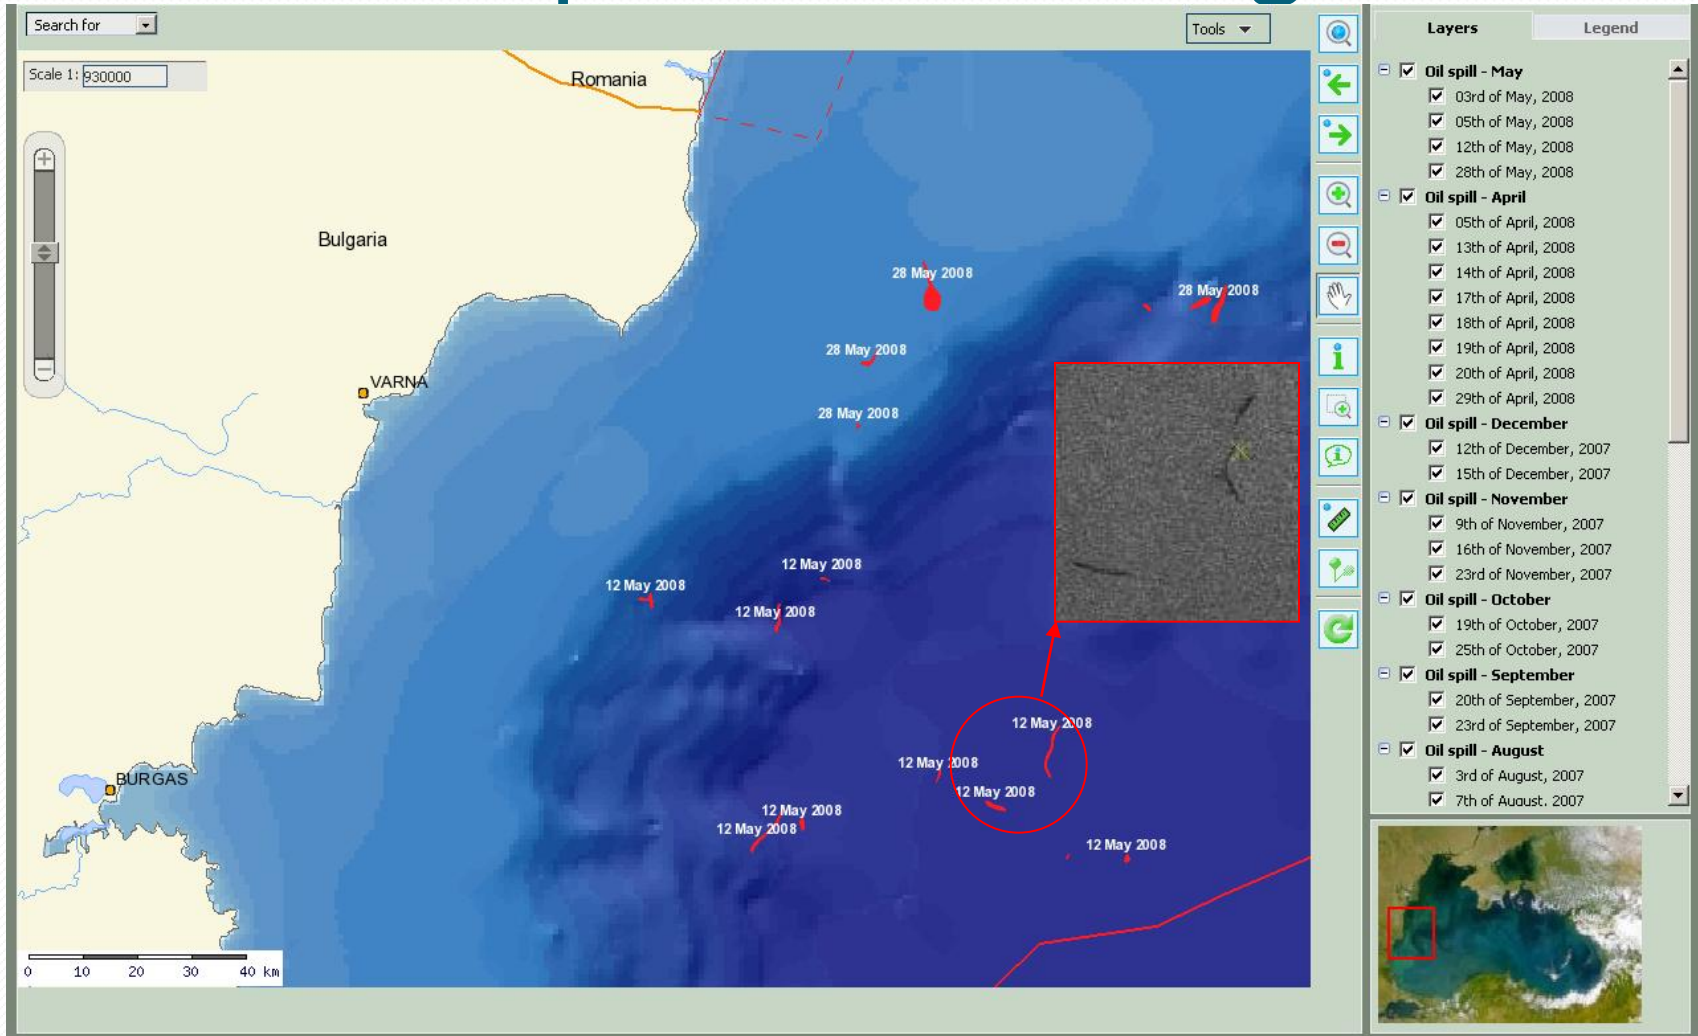 Search for
Tools
Scale 1: 930000
Romania
Bulgaria
VARNA
BURGAS
28 May 2008
28 May 2008
28 May 2008
28 May 2008
12 May 2008
12 May 2008
12 May 2008
12 May 2008
12 May 2008
12 May 2008
12 May 2008
12 May 2008
12 May 2008
0 10 20 30 40 km
Layers
Legend
Oil spill - May
03rd of May, 2008
05th of May, 2008
12th of May, 2008
28th of May, 2008
Oil spill - April
05th of April, 2008
13th of April, 2008
14th of April, 2008
17th of April, 2008
18th of April, 2008
19th of April, 2008
20th of April, 2008
29th of April, 2008
Oil spill - December
12th of December, 2007
15th of December, 2007
Oil spill - November
9th of November, 2007
16th of November, 2007
23rd of November, 2007
Oil spill - October
19th of October, 2007
25th of October, 2007
Oil spill - September
20th of September, 2007
23rd of September, 2007
Oil spill - August
3rd of August, 2007
7th of August, 2007